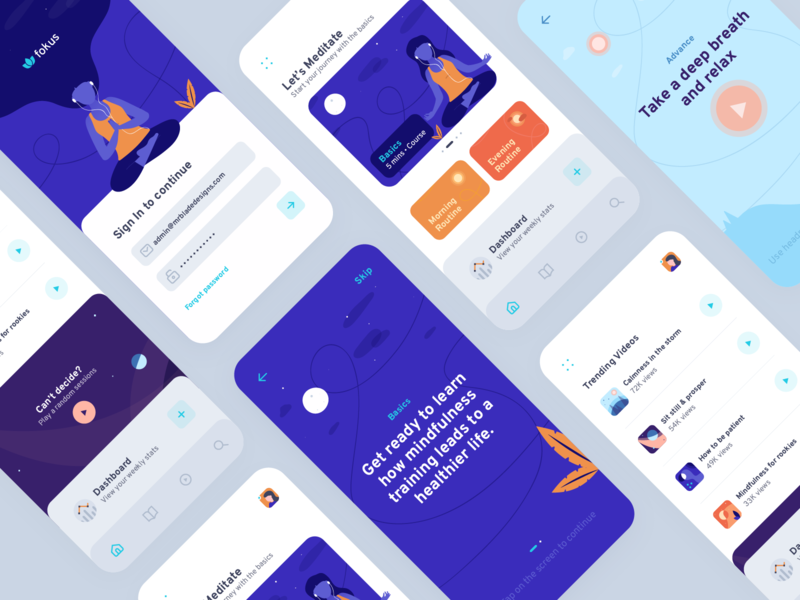 fokus
Sign In to continue
admin@mrbladedesigns.com
Forgot password
Let's Meditate
Start your journey with the basics
Basics
5 mins • Course
Morning
Routine
Evening
Routine
Dashboard
View your weekly stats
Advance
Take a deep breath
and relax
Use
s for rookies
Can't decide?
Play a random sessions
Dashboard
View your weekly stats
Skip
Basics
Get ready to learn
how mindfulness
training leads to a
healthier life.
on the screen to continue
Trending Videos
Calmness in the storm
72K views
Sit still & prosper
54K views
How to be patient
49K views
Mindfulness for rookies
33K views
Meditate
journey with the basics